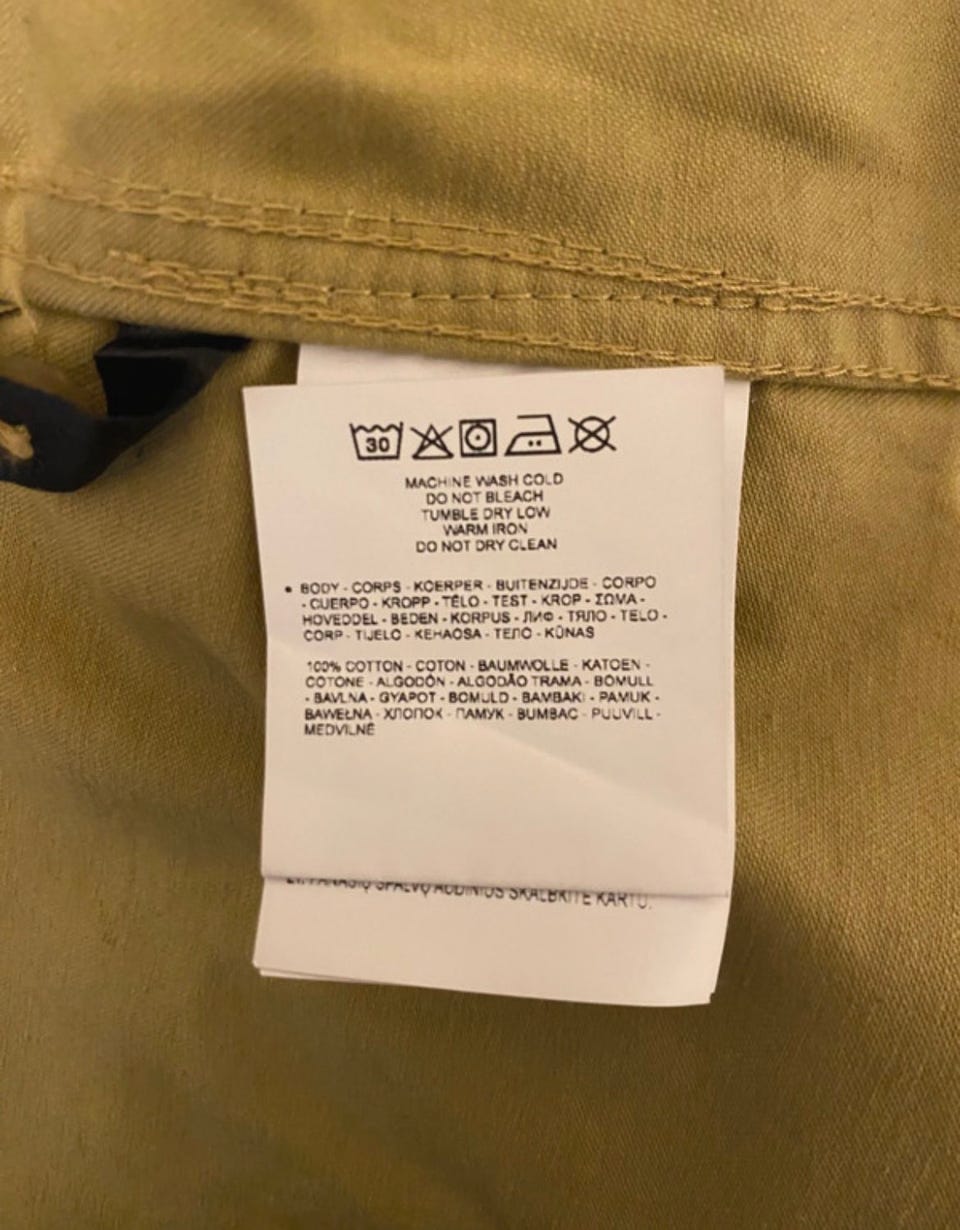 30
MACHINE WASH COLD
DO NOT BLEACH
TUMBLE DRY LOW
WARM IRON
DO NOT DRY CLEAN
• BODY - CORPS - KOERPER - BUITENZIJDE - CORPO
- CUERPO - KROPP - TĚLO - TEST - KROP - ΣΩΜΑ -
HOVEDDEL - BEDEN - KORPUS - ЛИФ - ТЯЛО - TELO -
CORP - TIJELO - KEHAOSA - ТЕЛО - KŪNAS
100% COTTON - COTON - BAUMWOLLE - KATOEN -
COTONE - ALGODÓN - ALGODÃO TRAMA - BOMULL
- BAVLNA - GYAPOT - BOMULD - BAMBAKI - PAMUK -
BAWEŁNA - ХЛОПОК - ПАМУК - BUMBAC - PUUVILL -
MEDVILNĖ
PANAŠIŲ SPALVŲ AUDINIUS SKALBKITE KARTU.